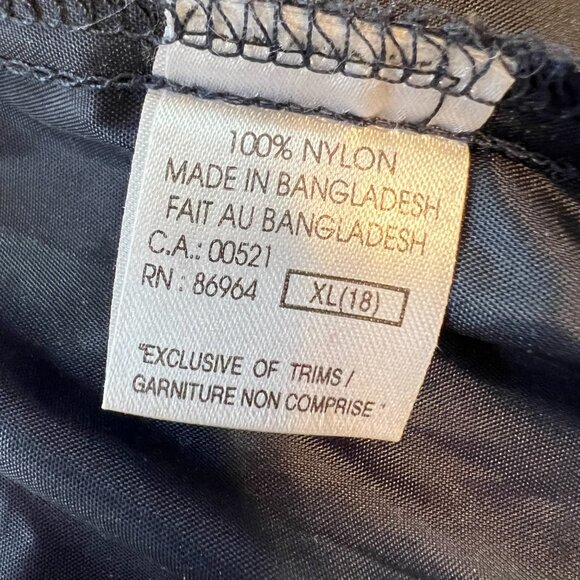 100% NYLON
MADE IN BANGLADESH
FAIT AU BANGLADESH
C.A.: 00521
RN : 86964 XL(18)
"EXCLUSIVE OF TRIMS /
GARNITURE NON COMPRISE "